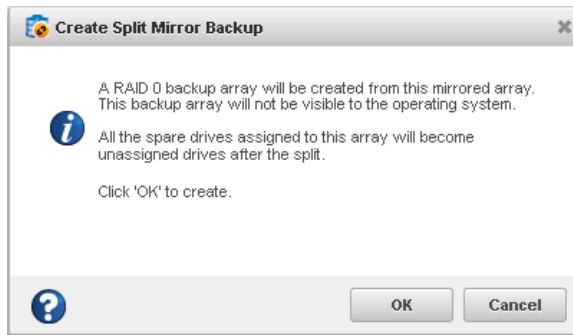 Create Split Mirror Backup
A RAID 0 backup array will be created from this mirrored array.
This backup array will not be visible to the operating system.
All the spare drives assigned to this array will become
unassigned drives after the split.
Click 'OK' to create.
OK
Cancel